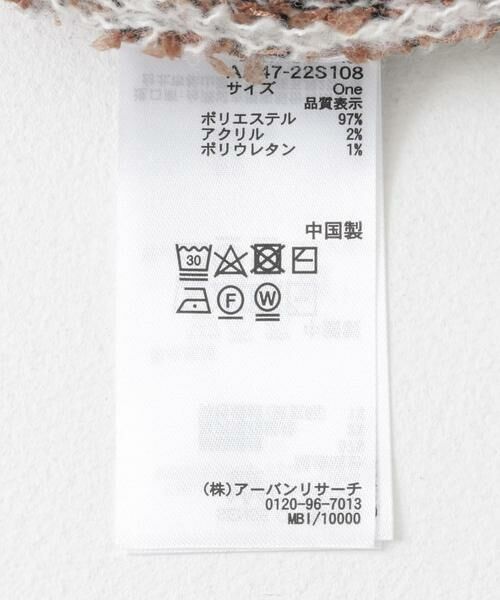 47-22S108
サイズ One
品質表示
ポリエステル 97%
アクリル 2%
ポリウレタン 1%
中国製
30
F W
(株)アーバンリサーチ
0120-96-7013
MBI/10000